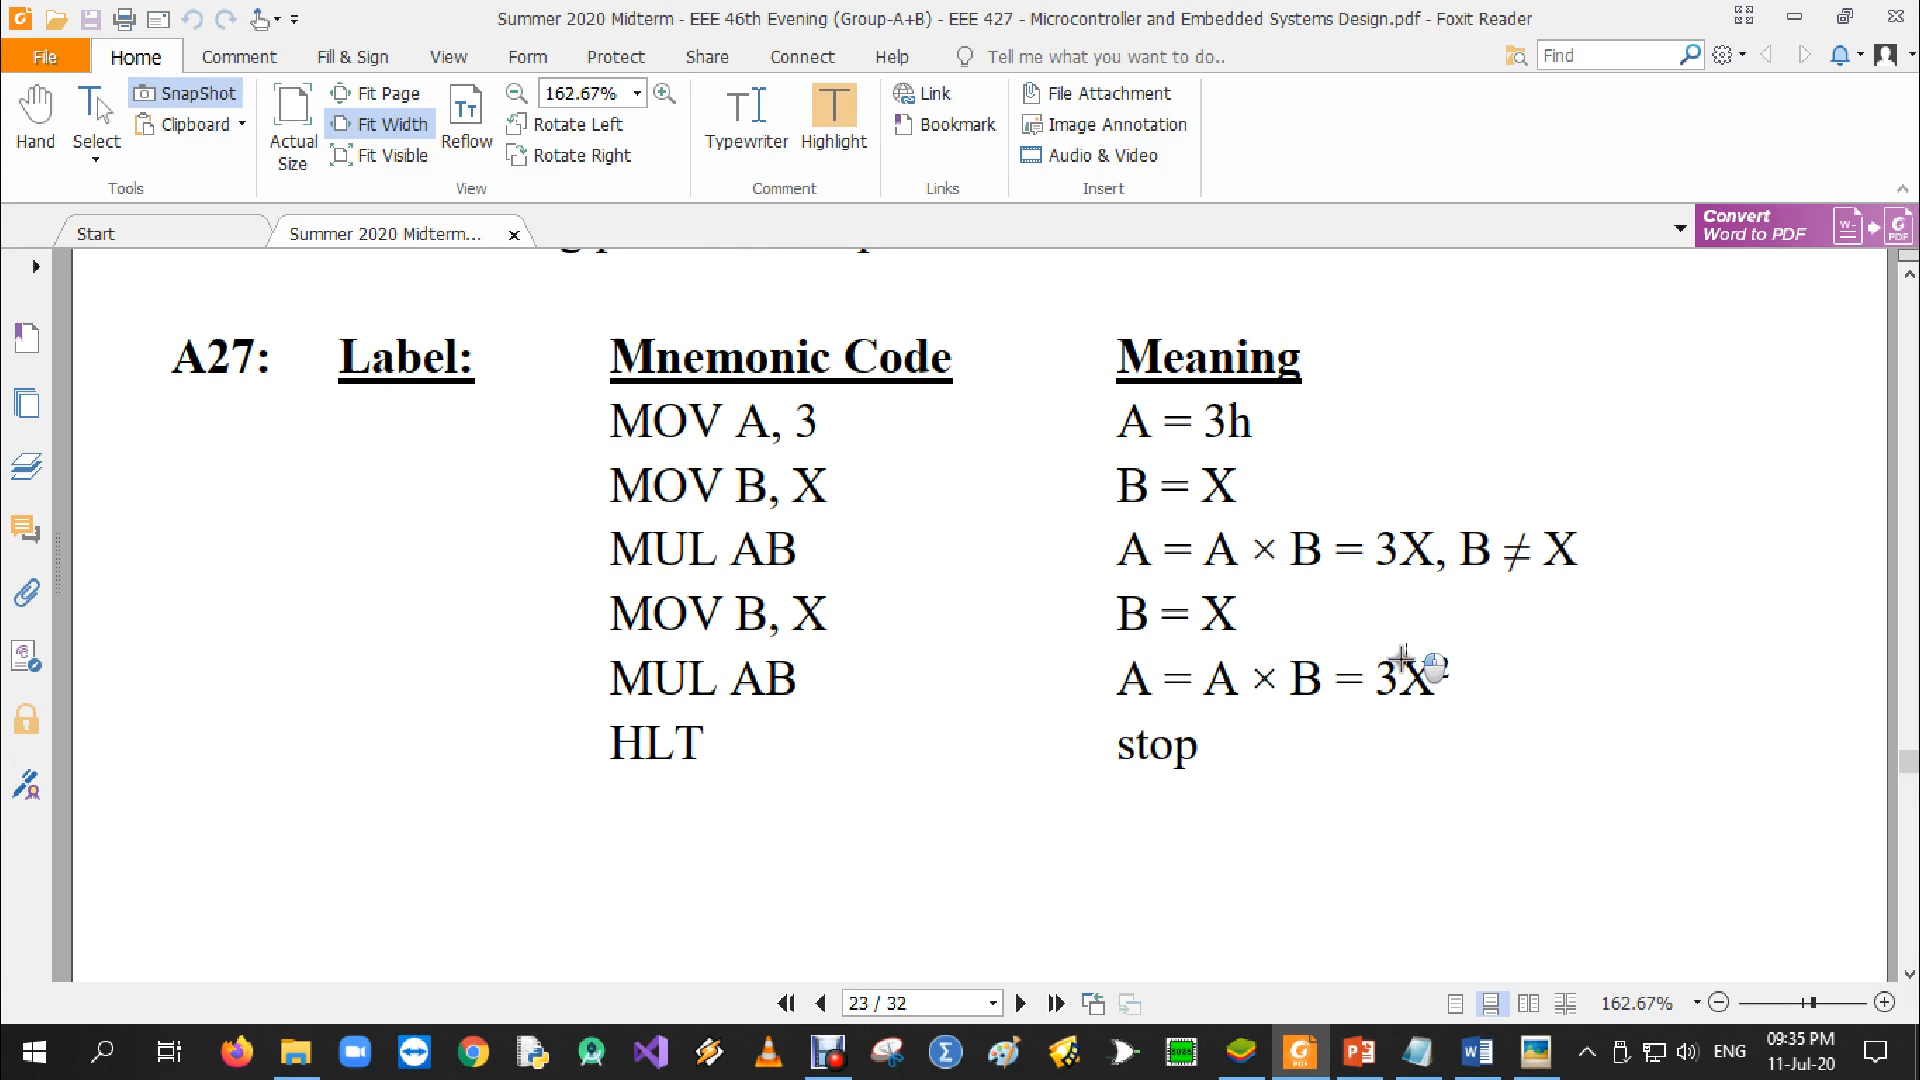 Summer 2020 Midterm - EEE 46th Evening (Group-A+B) - EEE 427 - Microcontroller and Embedded Systems Design.pdf - Foxit Reader
File Home Comment Fill & Sign View Form Protect Share Connect Help Tell me what you want to do.. Find
Hand
Select
SnapShot
Clipboard
Tools
Actual Size
Fit Page
Fit Width
Fit Visible
Reflow
162.67%
Rotate Left
Rotate Right
View
Typewriter
Highlight
Comment
Link
Bookmark
Links
File Attachment
Image Annotation
Audio & Video
Insert
Start
Summer 2020 Midterm...
Convert
Word to PDF
A27: Label: Mnemonic Code Meaning
MOV A, 3 A = 3h
MOV B, X B = X
MUL AB A = A × B = 3X, B ≠ X
MOV B, X B = X
MUL AB A = A × B = 3X²
HLT stop
23 / 32
162.67%
ENG
09:35 PM
11-Jul-20